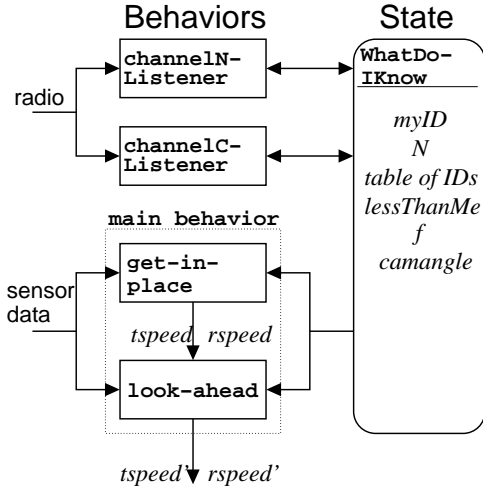 Behaviors
State
radio
channelN-
Listener
channelC-
Listener
WhatDo-
IKnow
myID
N
table of IDs
lessThanMe
f
camangle
main behavior
sensor
data
get-in-
place
tspeed rspeed
look-ahead
tspeed' rspeed'